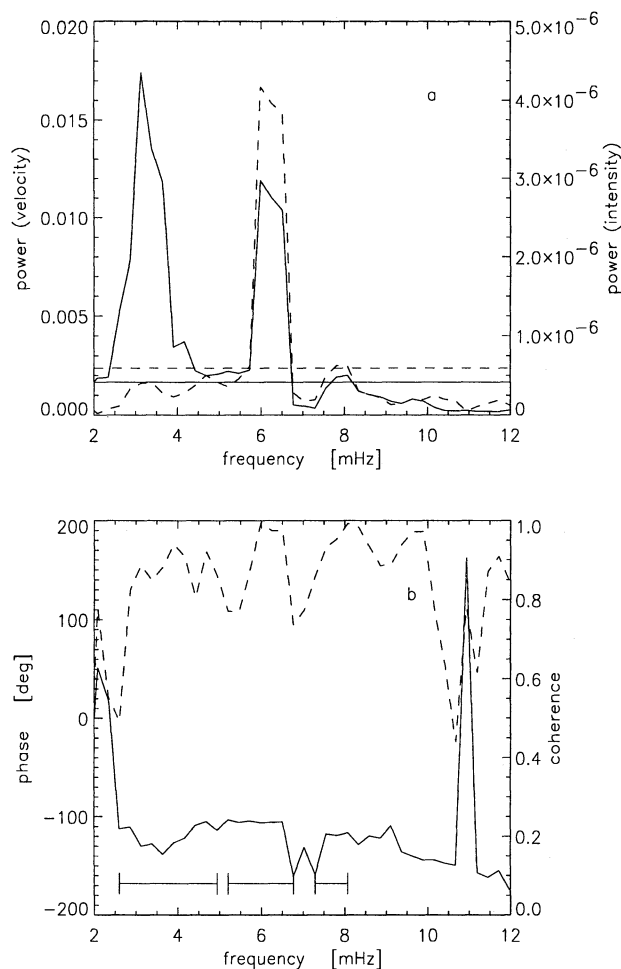 0.020
0.015
0.010
0.005
0.000
power (velocity)
5.0×10⁻⁶
4.0×10⁻⁶
3.0×10⁻⁶
2.0×10⁻⁶
1.0×10⁻⁶
0
power (intensity)
a
2 4 6 8 10 12
frequency [mHz]
200
100
0
-100
-200
phase [deg]
1.0
0.8
0.6
0.4
0.2
0.0
coherence
b
2 4 6 8 10 12
frequency [mHz]